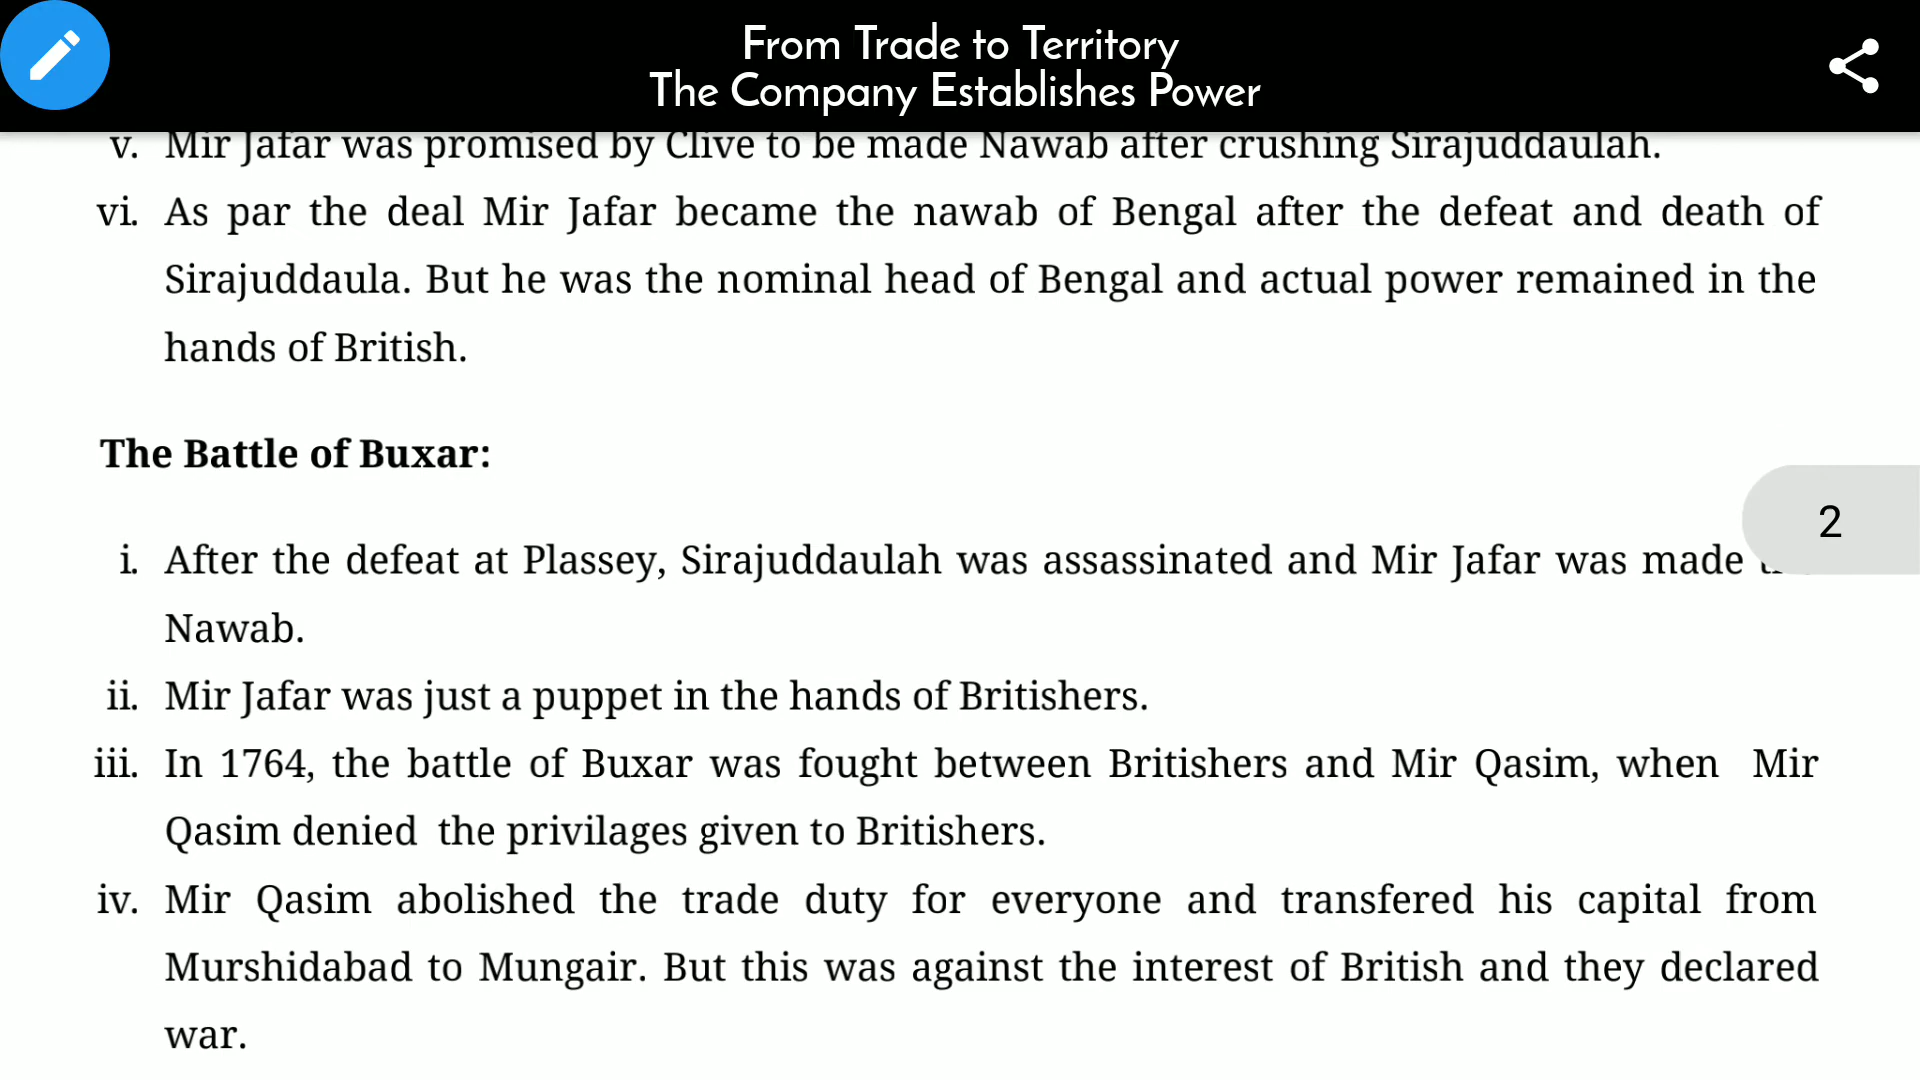 From Trade to Territory
The Company Establishes Power
v. Mir Jafar was promised by Clive to be made Nawab after crushing Sirajuddaulah.
vi. As par the deal Mir Jafar became the nawab of Bengal after the defeat and death of
Sirajuddaula. But he was the nominal head of Bengal and actual power remained in the
hands of British.
The Battle of Buxar:
2
i. After the defeat at Plassey, Sirajuddaulah was assassinated and Mir Jafar was made
Nawab.
ii. Mir Jafar was just a puppet in the hands of Britishers.
iii. In 1764, the battle of Buxar was fought between Britishers and Mir Qasim, when Mir
Qasim denied the privilages given to Britishers.
iv. Mir Qasim abolished the trade duty for everyone and transfered his capital from
Murshidabad to Mungair. But this was against the interest of British and they declared
war.